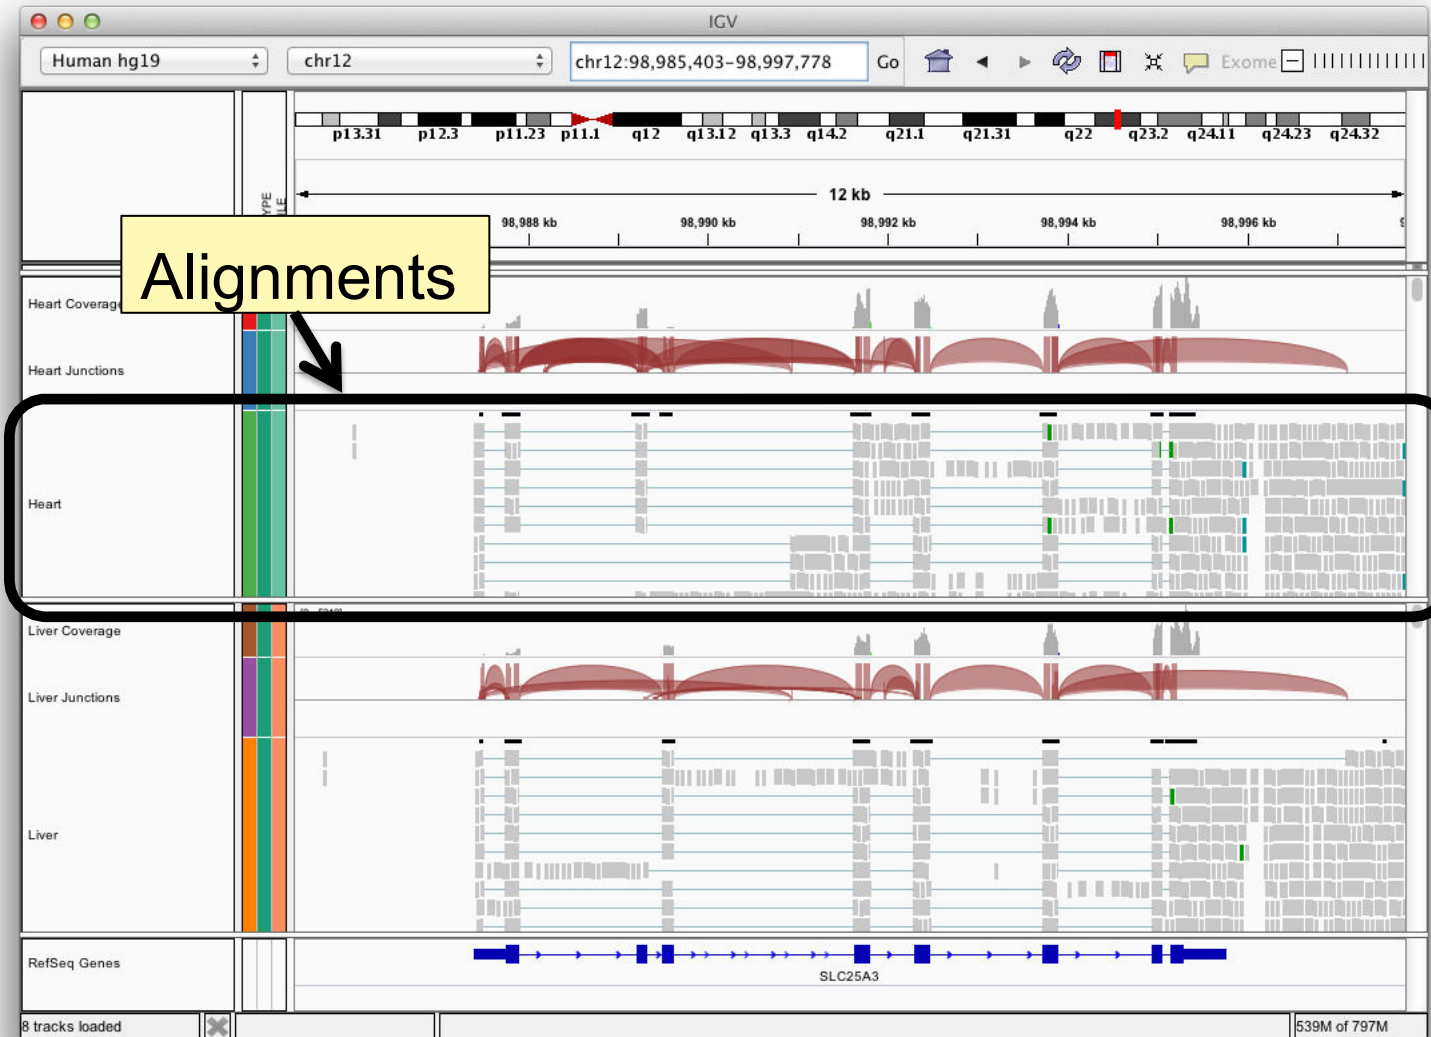 IGV
Human hg19 chr12 chr12:98,985,403-98,997,778 Go Exome
p13.31 p12.3 p11.23 p11.1 q12 q13.12 q13.3 q14.2 q21.1 q21.31 q22 q23.2 q24.11 q24.23 q24.32
12 kb
98,988 kb 98,990 kb 98,992 kb 98,994 kb 98,996 kb
Alignments
Heart Coverage
Heart Junctions
Heart
Liver Coverage
Liver Junctions
Liver
RefSeq Genes
SLC25A3
8 tracks loaded 539M of 797M